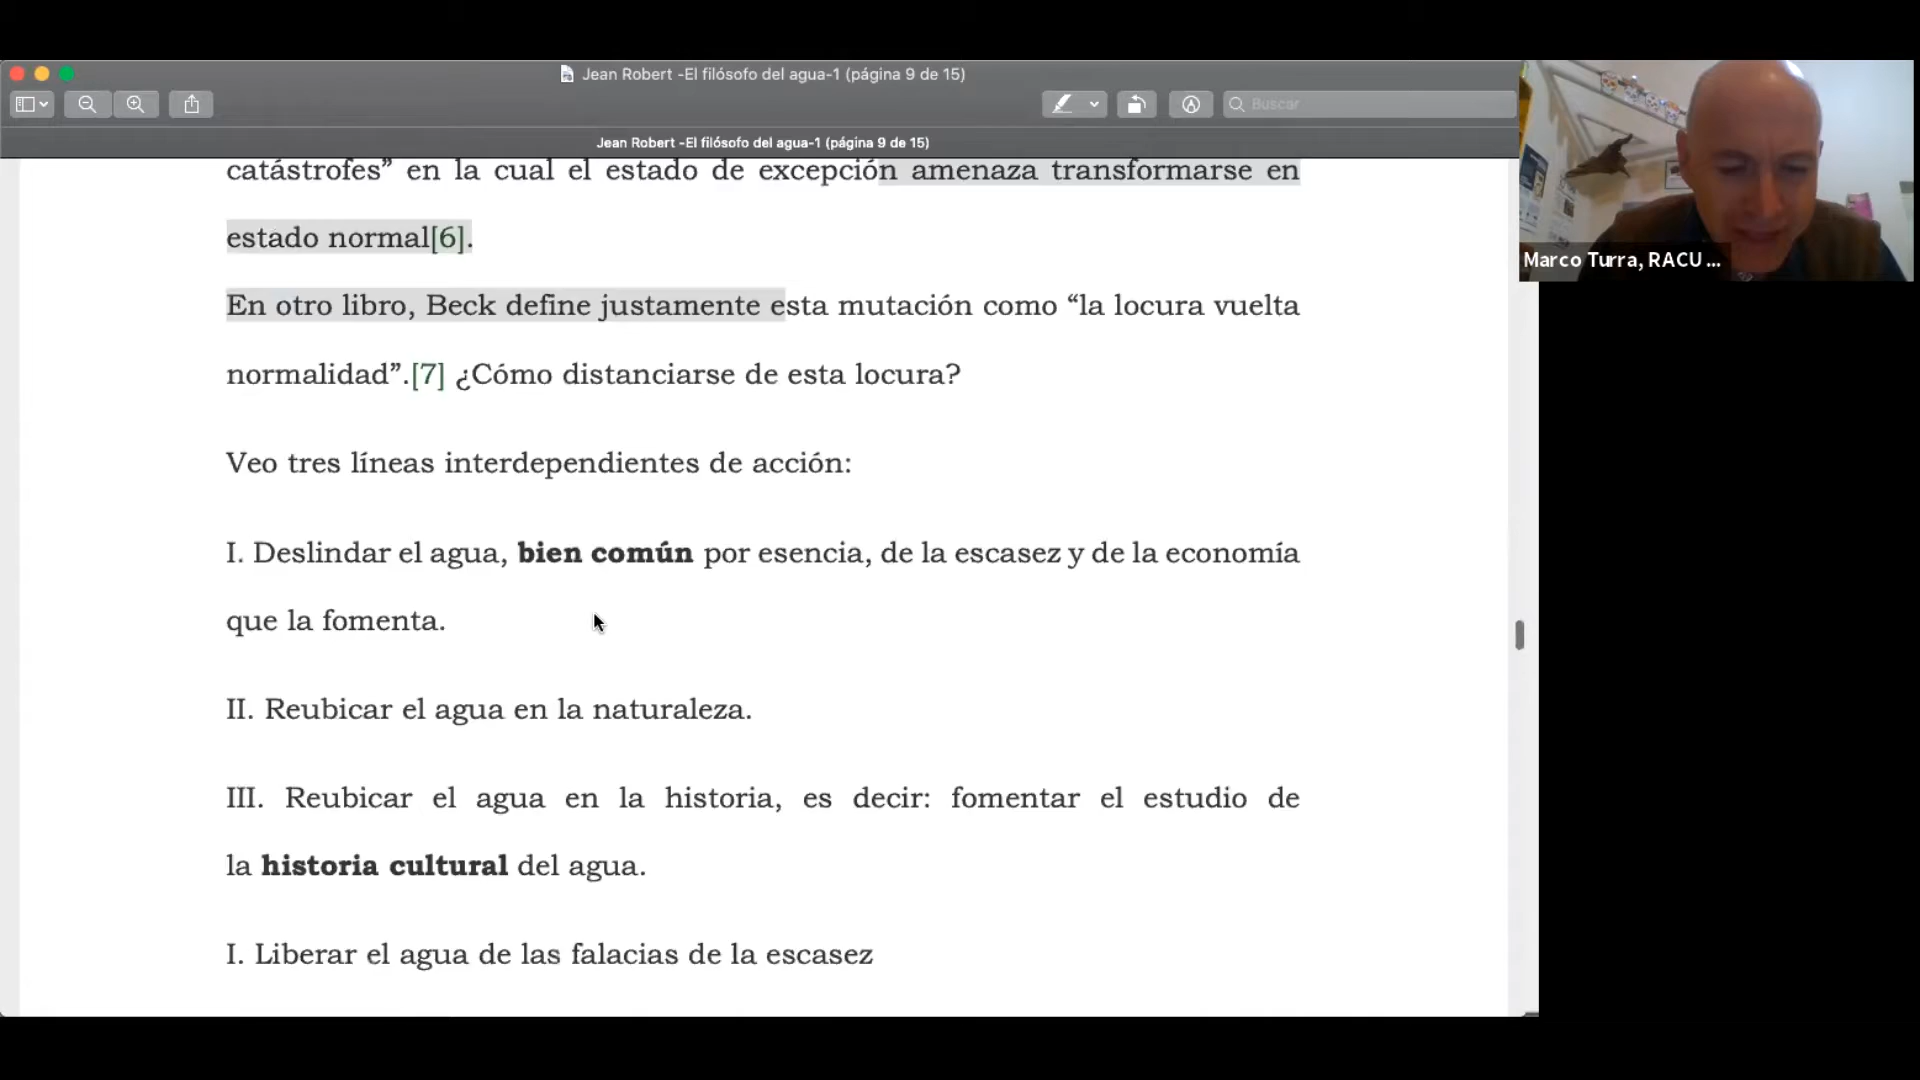 Jean Robert -El filósofo del agua-1 (página 9 de 15)
Buscar
Jean Robert -El filósofo del agua-1 (página 9 de 15)
catástrofes” en la cual el estado de excepción amenaza transformarse en
estado normal[6].
En otro libro, Beck define justamente esta mutación como “la locura vuelta
normalidad”.[7] ¿Cómo distanciarse de esta locura?
Veo tres líneas interdependientes de acción:
I. Deslindar el agua, bien común por esencia, de la escasez y de la economía
que la fomenta.
II. Reubicar el agua en la naturaleza.
III. Reubicar el agua en la historia, es decir: fomentar el estudio de
la historia cultural del agua.
I. Liberar el agua de las falacias de la escasez
Marco Turra, RACU ...